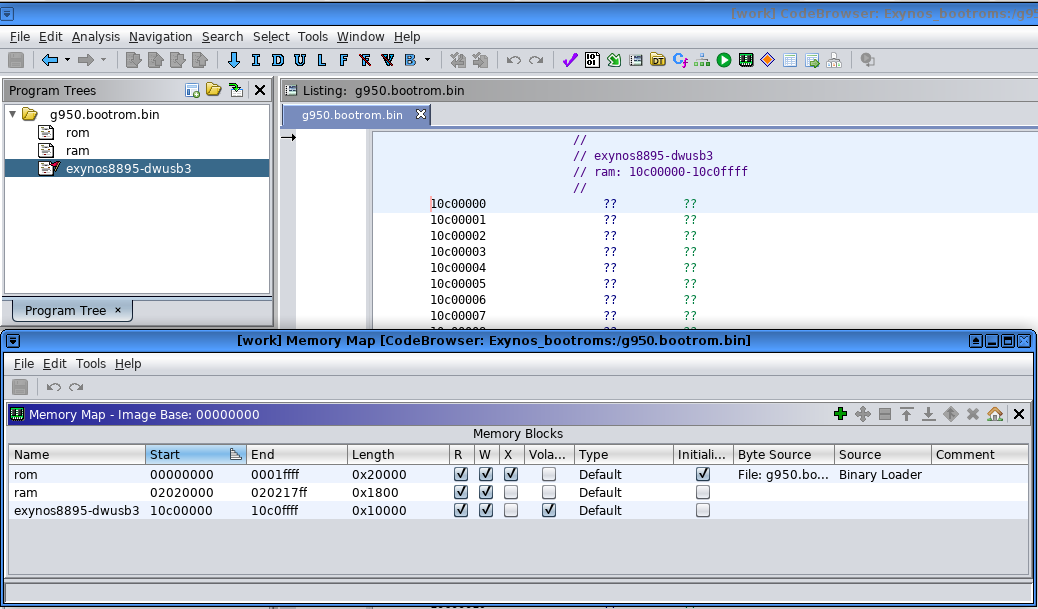 [work] CodeBrowser: Exynos_bootroms:/g9
File Edit Analysis Navigation Search Select Tools Window Help
I D U L F R V B
Program Trees
g950.bootrom.bin
rom
ram
exynos8895-dwusb3
Program Tree ×
Listing: g950.bootrom.bin
g950.bootrom.bin
//
// exynos8895-dwusb3
// ram: 10c00000-10c0ffff
//
10c00000 ?? ??
10c00001 ?? ??
10c00002 ?? ??
10c00003 ?? ??
10c00004 ?? ??
10c00005 ?? ??
10c00006 ?? ??
10c00007 ?? ??
[work] Memory Map [CodeBrowser: Exynos_bootroms:/g950.bootrom.bin]
File Edit Tools Help
Memory Map - Image Base: 00000000
Memory Blocks
Name Start End Length R W X Vola... Type Initiali... Byte Source Source Comment
rom 00000000 0001ffff 0x20000 Default File: g950.bo... Binary Loader
ram 02020000 020217ff 0x1800 Default
exynos8895-dwusb3 10c00000 10c0ffff 0x10000 Default